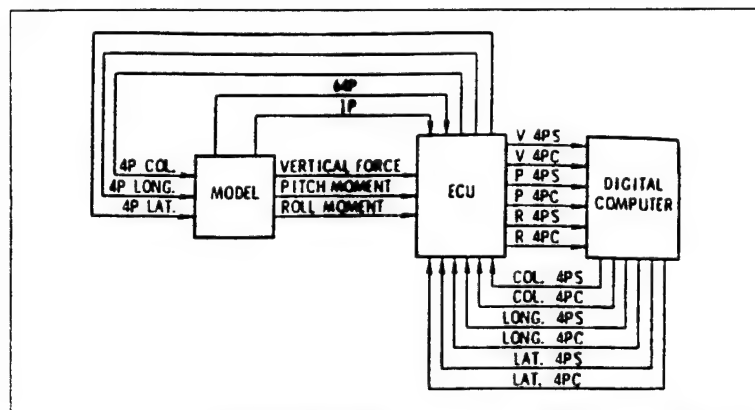 64P
1P
4P COL.
4P LONG.
4P LAT.
MODEL
VERTICAL FORCE
PITCH MOMENT
ROLL MOMENT
ECU
V 4PS
V 4PC
P 4PS
P 4PC
R 4PS
R 4PC
DIGITAL
COMPUTER
COL. 4PS
COL. 4PC
LONG. 4PS
LONG. 4PC
LAT. 4PS
LAT. 4PC